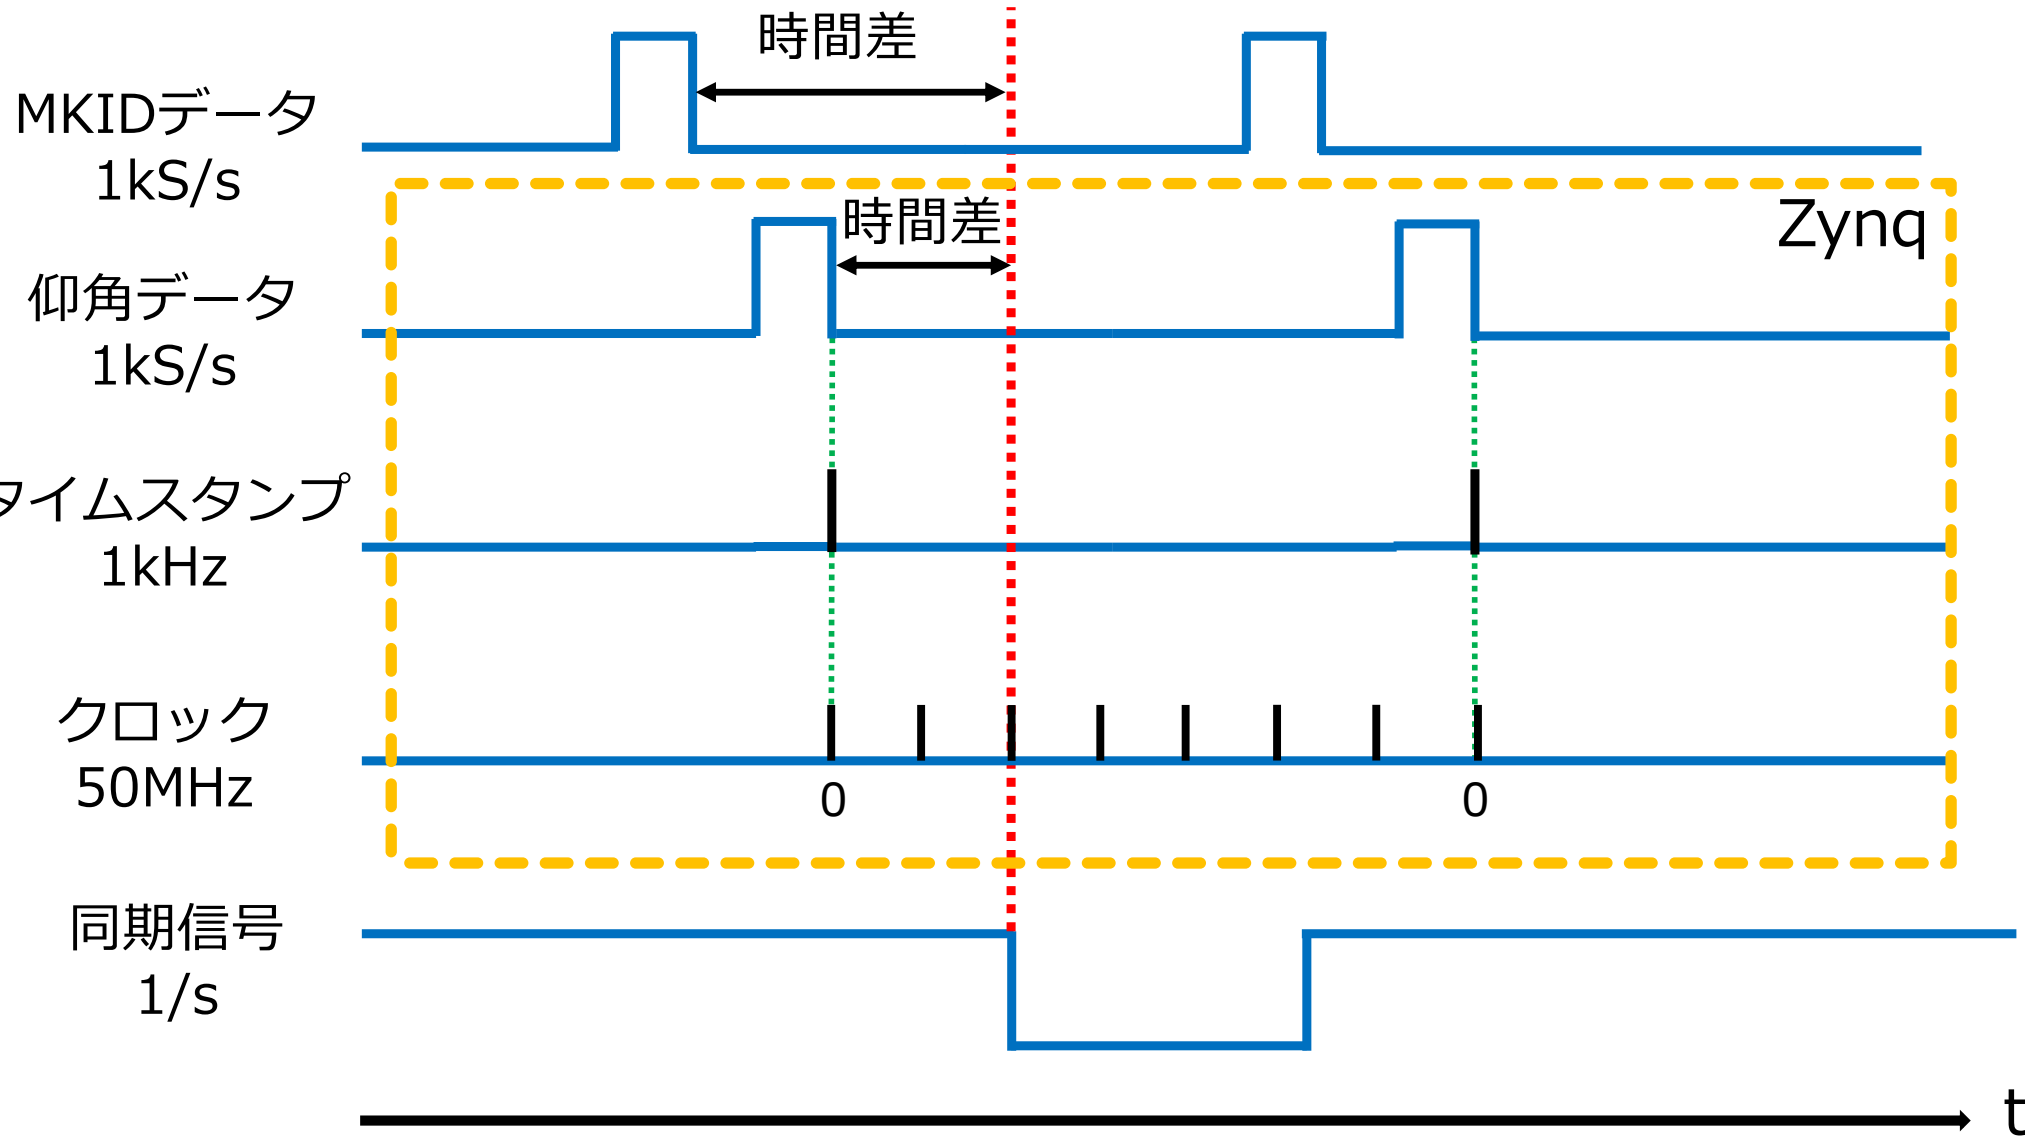 時間差
MKIDデータ
1kS/s
Zynq
時間差
仰角データ
1kS/s
タイムスタンプ
1kHz
クロック
50MHz
0
0
同期信号
1/s
t